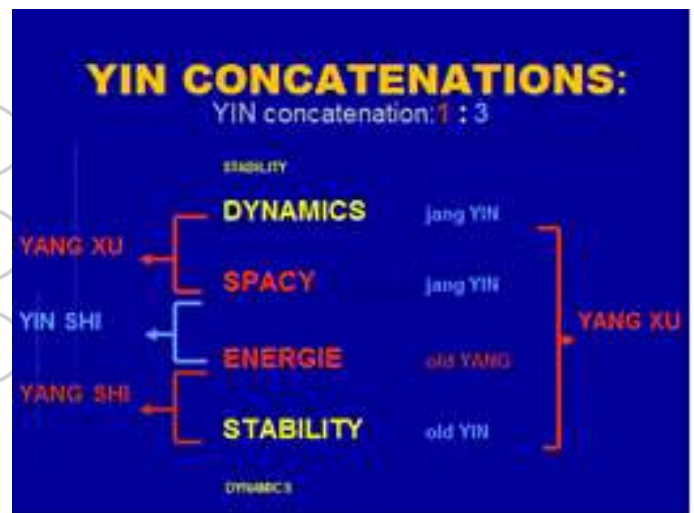 YIN CONCATENATIONS:
YIN concatenation:1 : 3
STABILITY
DYNAMICS jang YIN
YANG XU
SPACY jang YIN
YIN SHI YANG XU
ENERGIE old YANG
YANG SHI
STABILITY old YIN
DYNAMICS